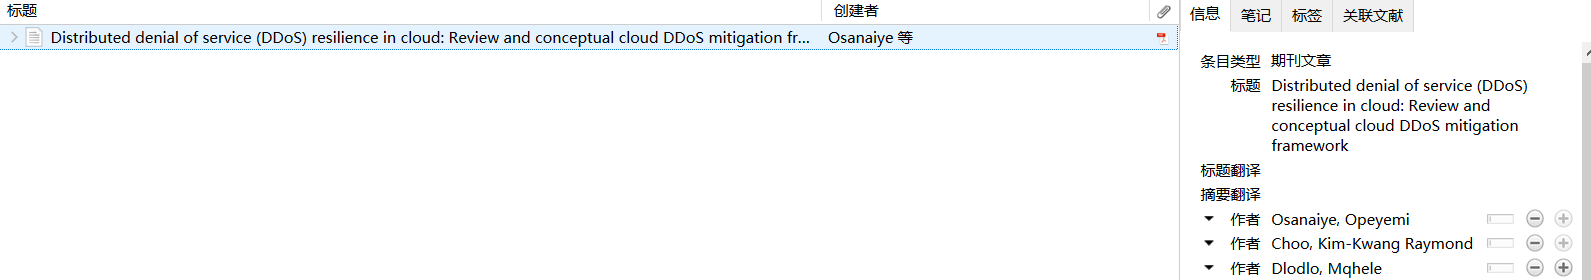 标题 创建者
Distributed denial of service (DDoS) resilience in cloud: Review and conceptual cloud DDoS mitigation fr... Osanaiye 等
信息 笔记 标签 关联文献
条目类型 期刊文章
标题 Distributed denial of service (DDoS)
resilience in cloud: Review and
conceptual cloud DDoS mitigation
framework
标题翻译
摘要翻译
作者 Osanaiye, Opeyemi
作者 Choo, Kim-Kwang Raymond
作者 Dlodlo, Mqhele